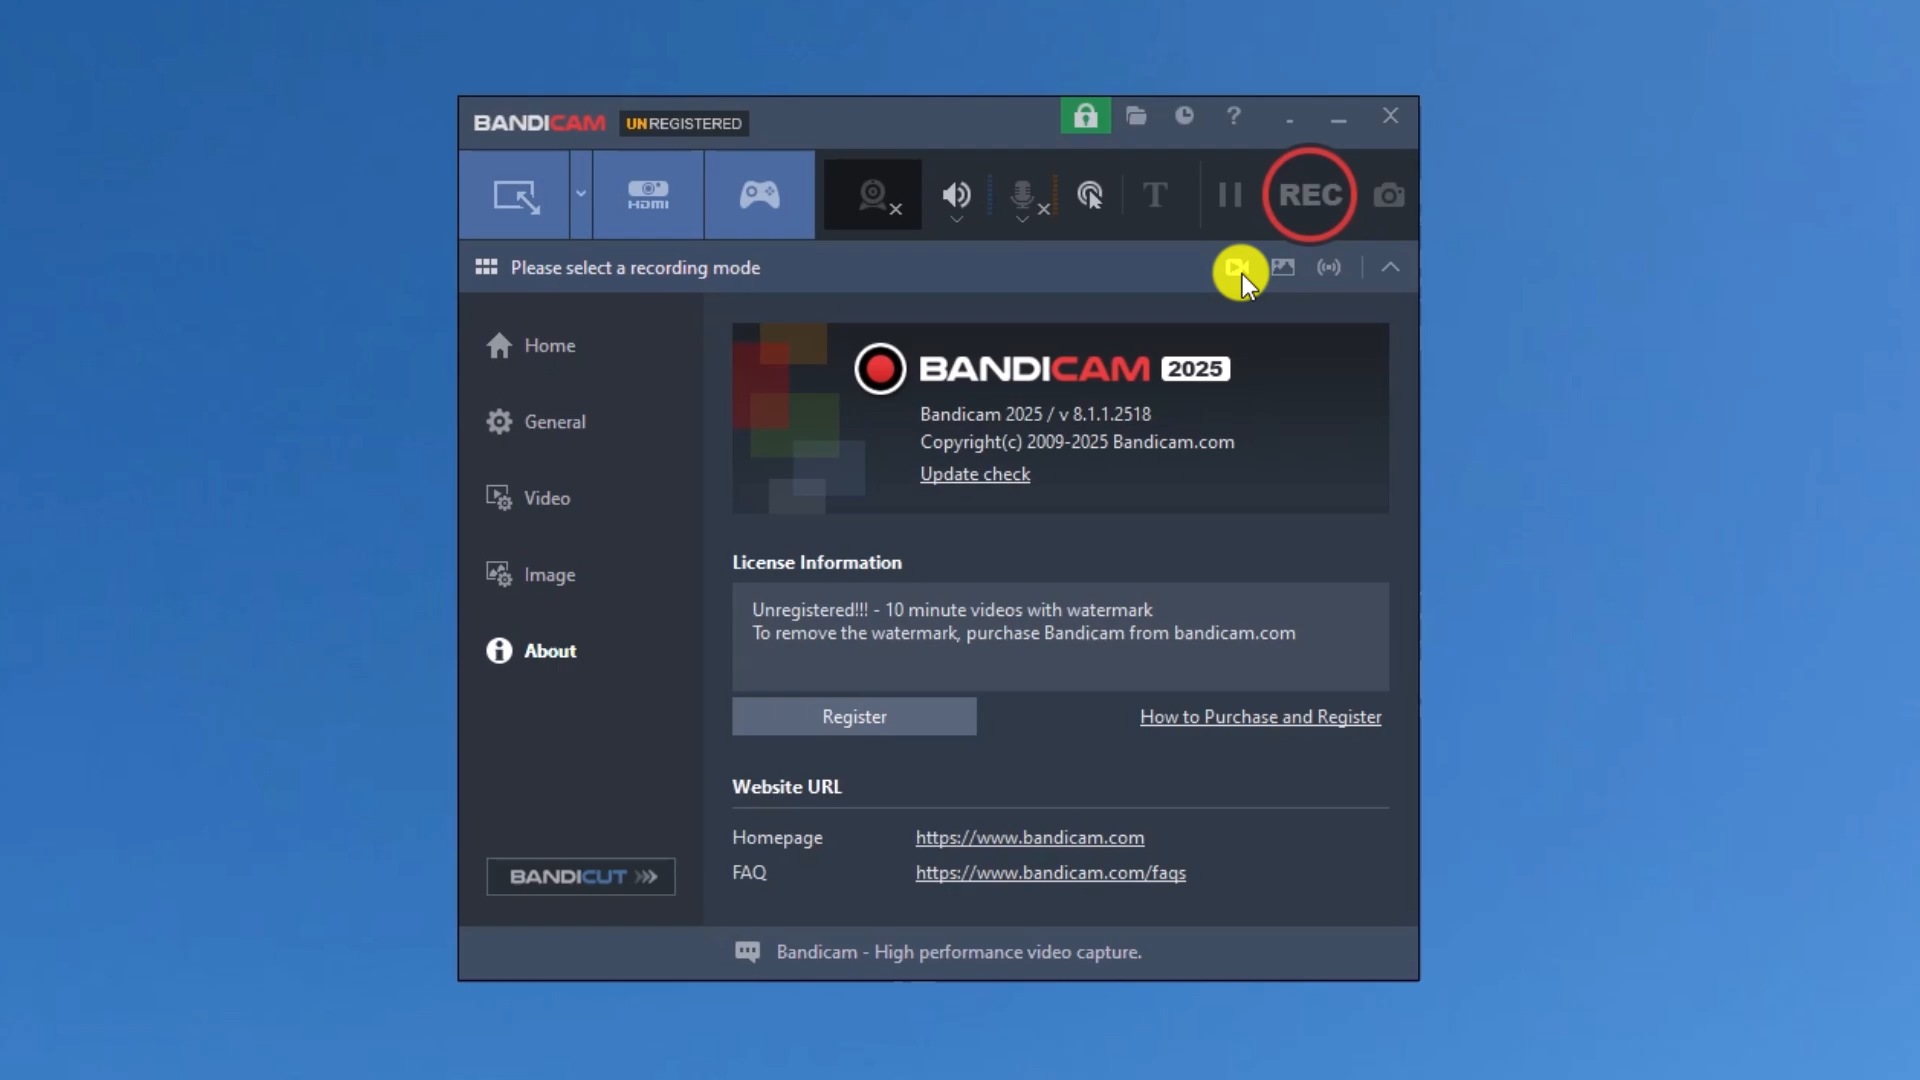 BANDICAM UNREGISTERED ?
HDMI T REC
Please select a recording mode
Home
General
Video
Image
About
BANDICAM 2025
Bandicam 2025 / v 8.1.1.2518
Copyright(c) 2009-2025 Bandicam.com
Update check
License Information
Unregistered!!! - 10 minute videos with watermark
To remove the watermark, purchase Bandicam from bandicam.com
Register How to Purchase and Register
Website URL
Homepage https://www.bandicam.com
FAQ https://www.bandicam.com/faqs
BANDICUT
Bandicam - High performance video capture.